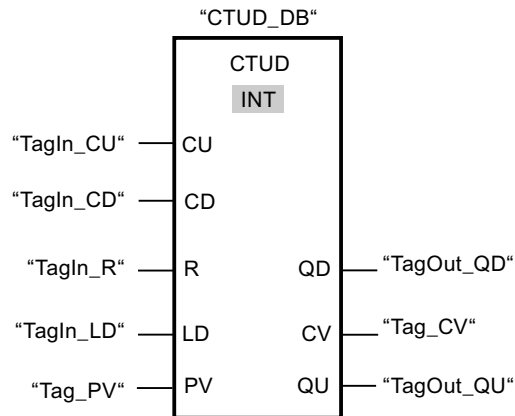 “CTUD_DB“
CTUD
INT
“TagIn_CU“ CU
“TagIn_CD“ CD
“TagIn_R“ R QD “TagOut_QD“
“TagIn_LD“ LD CV “Tag_CV“
“Tag_PV“ PV QU “TagOut_QU“